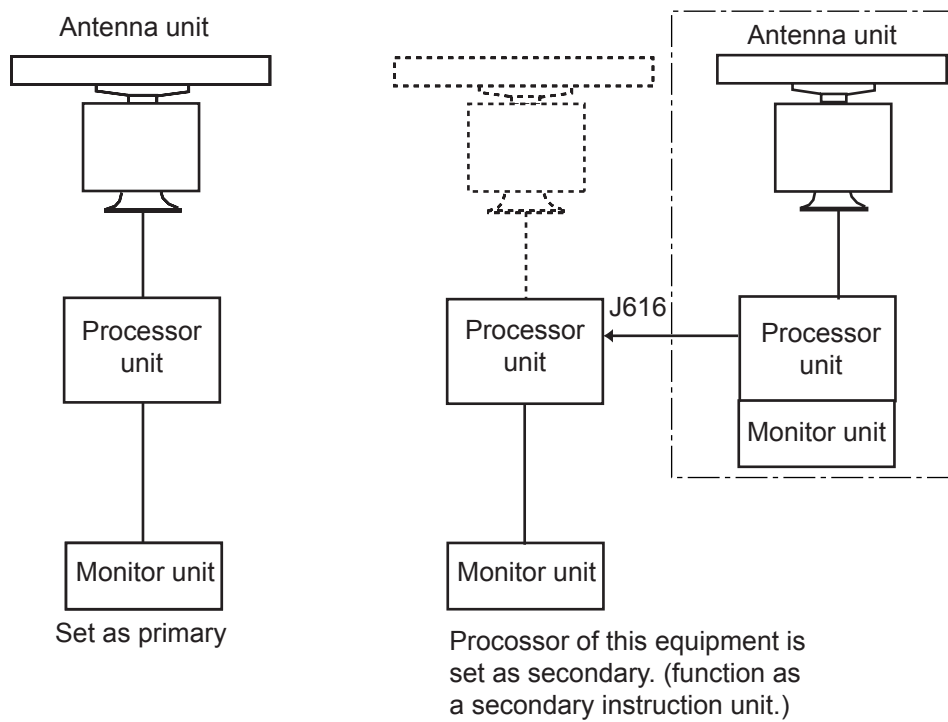 Antenna unit
Processor
unit
Monitor unit
Set as primary
Processor
unit
J616
Monitor unit
Procossor of this equipment is
set as secondary. (function as
a secondary instruction unit.)
Antenna unit
Processor
unit
Monitor unit